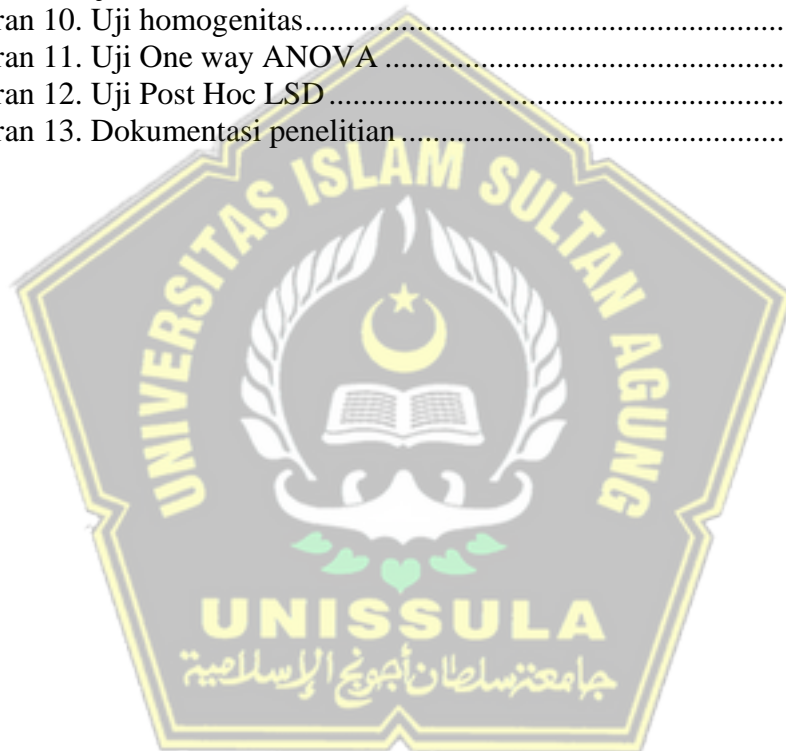 ran 10. Uji homogenitas
ran 11. Uji One way ANOVA
ran 12. Uji Post Hoc LSD
ran 13. Dokumentasi penelitian
UNIVERSITAS ISLAM SULTAN AGUNG
UNISSULA
جامعة سلطان أجونج الإسلامية